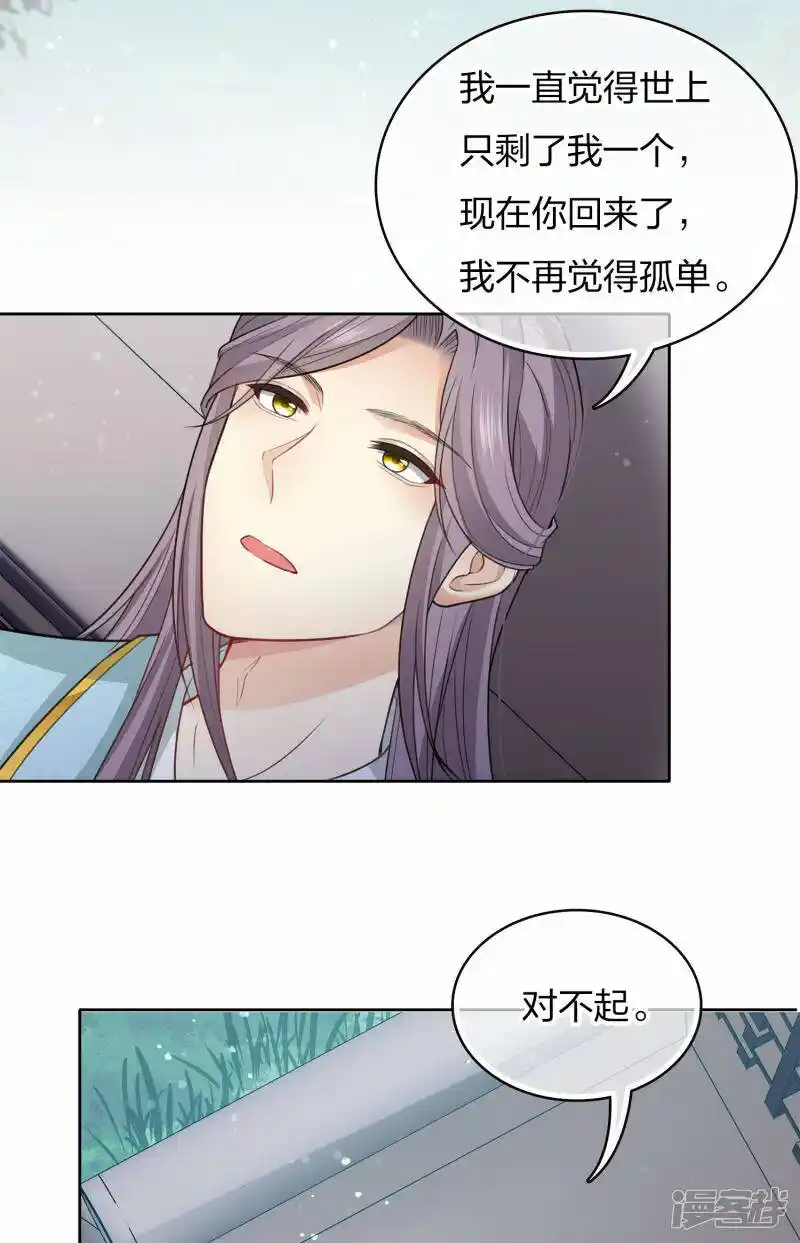 我一直觉得世上
只剩了我一个，
现在你回来了，
我不再觉得孤单。
对不起。
漫客栈